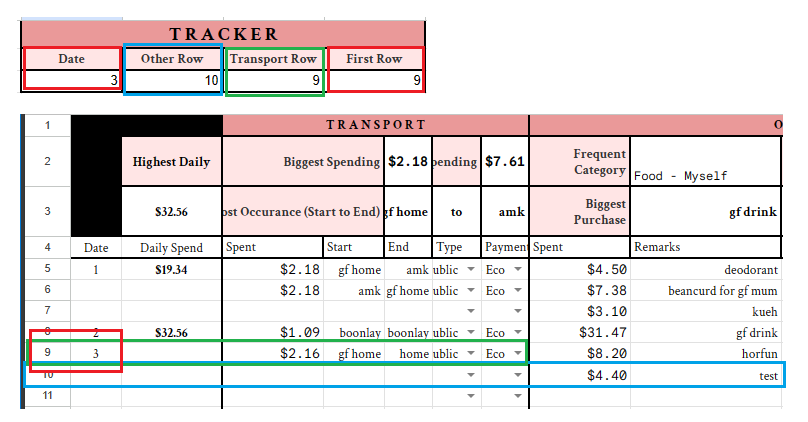 TRACKER
Date Other Row Transport Row First Row
3 10 9 9
1 TRANSPORT O
2 Highest Daily Biggest Spending $2.18 pending $7.61 Frequent Category Food - Myself
3 $32.56 ost Occurance (Start to End) gf home to amk Biggest Purchase gf drink
4 Date Daily Spend Spent Start End Type Paymen Spent Remarks
5 1 $19.34 $2.18 gf home amk ublic Eco $4.50 deodorant
6 $2.18 amk gf home ublic Eco $7.38 beancurd for gf mum
7 $3.10 kueh
8 2 $32.56 $1.09 boonlay boonlay ublic Eco $31.47 gf drink
9 3 $2.16 gf home home ublic Eco $8.20 horfun
10 $4.40 test
11